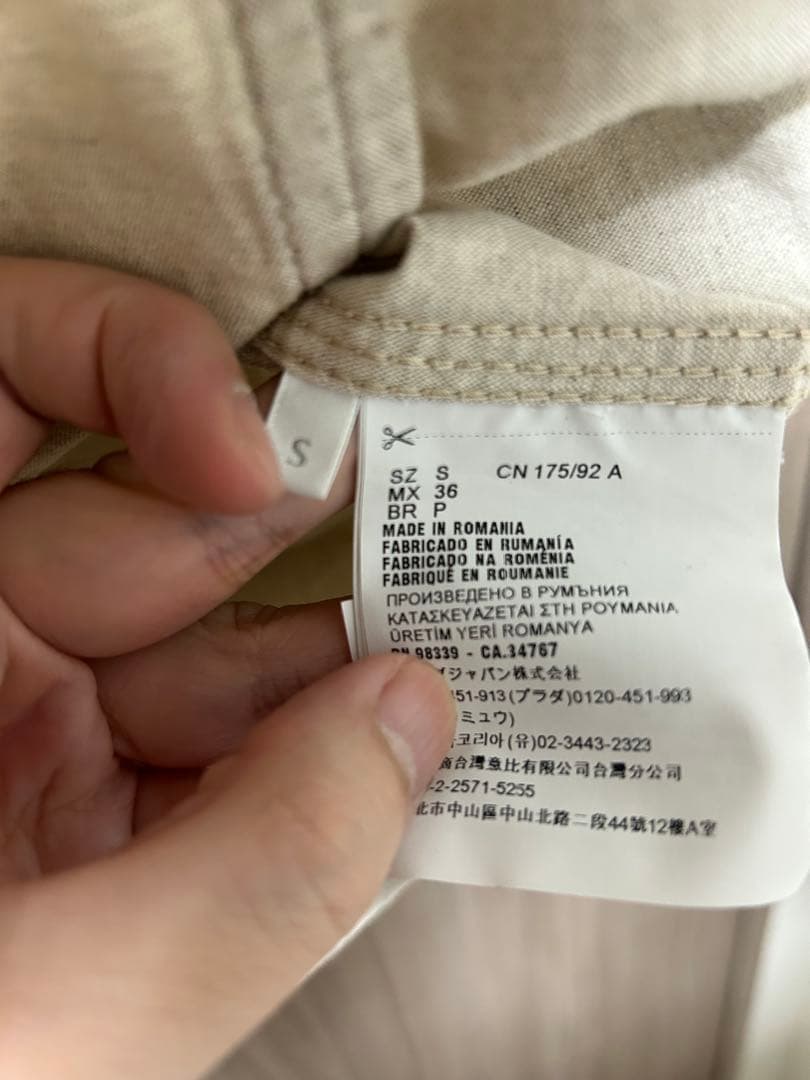 S
SZ S CN 175/92 A
MX 36
BR P
MADE IN ROMANIA
FABRICADO EN RUMANÍA
FABRICADO NA ROMÊNIA
FABRIQUÉ EN ROUMANIE
ПРОИЗВЕДЕНО В РУМЪНИЯ
ΚΑΤΑΣΚΕΥΑΖΕΤΑΙ ΣΤΗ ΡΟΥΜΑΝΙΑ
ÜRETİM YERİ ROMANYA
RN 98339 - CA.34767
ジャパン株式会社
451-913(プラダ)0120-451-993
ミュウ)
코리아(유)02-3443-2323
商台灣意比有限公司台灣分公司
-2-2571-5255
北市中山區中山北路二段44號12樓A室